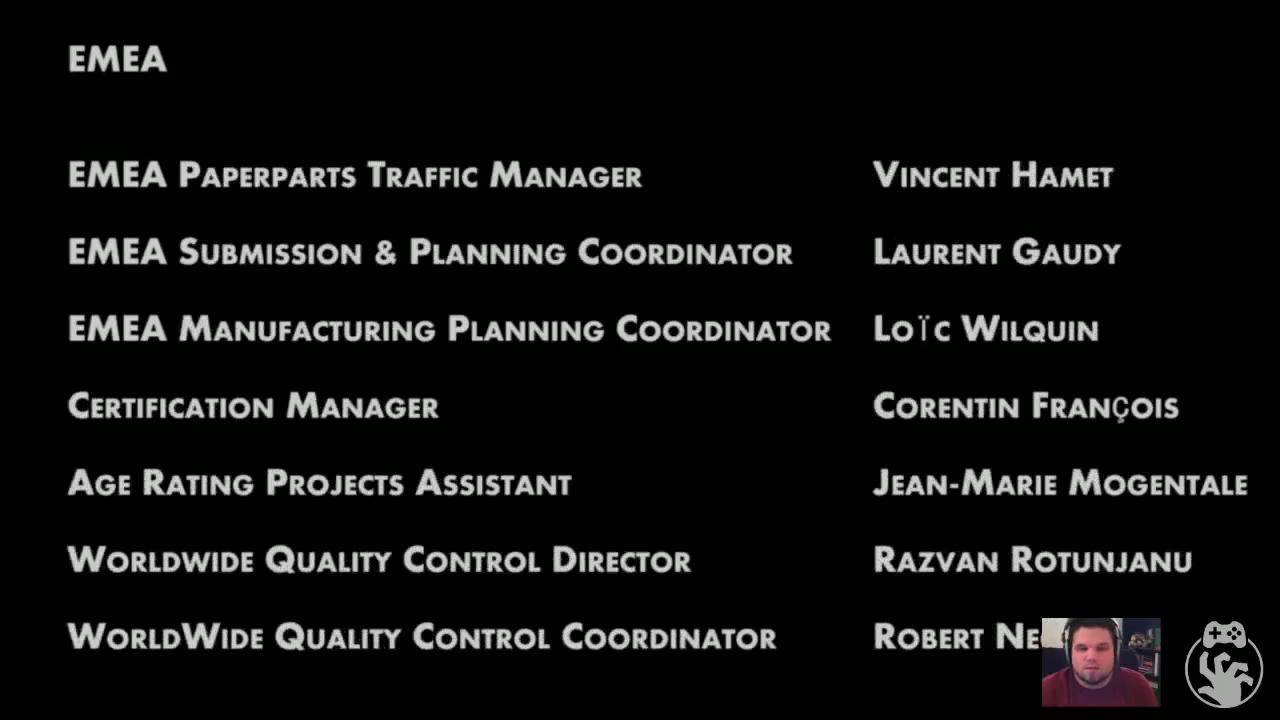 EMEA
EMEA Paperparts Traffic Manager Vincent Hamet
EMEA Submission & Planning Coordinator Laurent Gaudy
EMEA Manufacturing Planning Coordinator Loïc Wilquin
Certification Manager Corentin François
Age Rating Projects Assistant Jean-Marie Mogentale
Worldwide Quality Control Director Razvan Rotunjanu
WorldWide Quality Control Coordinator Robert